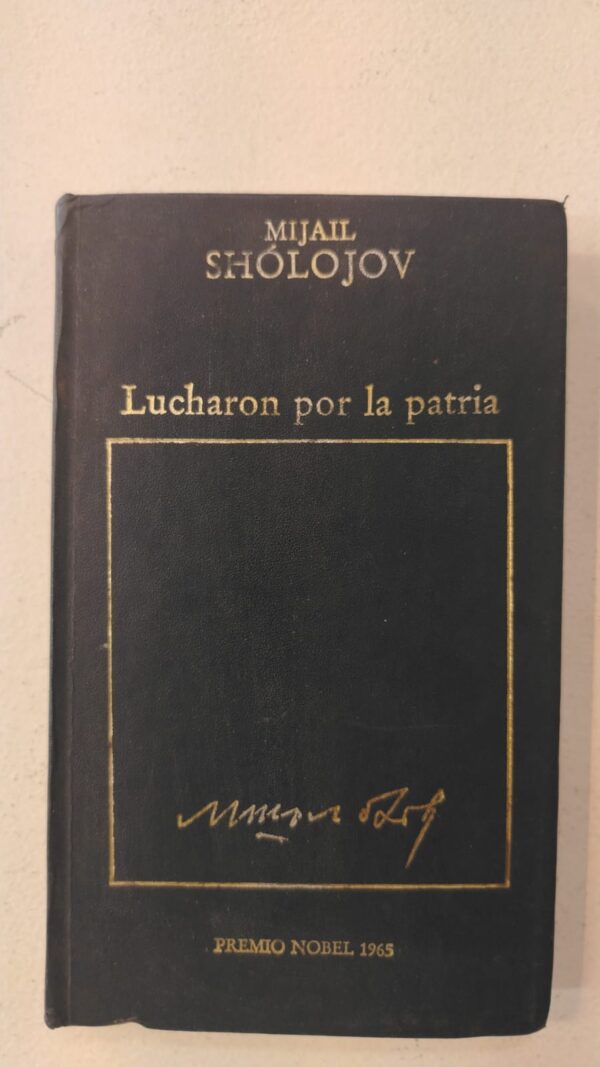 MIJAIL
SHÓLOJOV
Lucharon por la patria
PREMIO NOBEL 1965